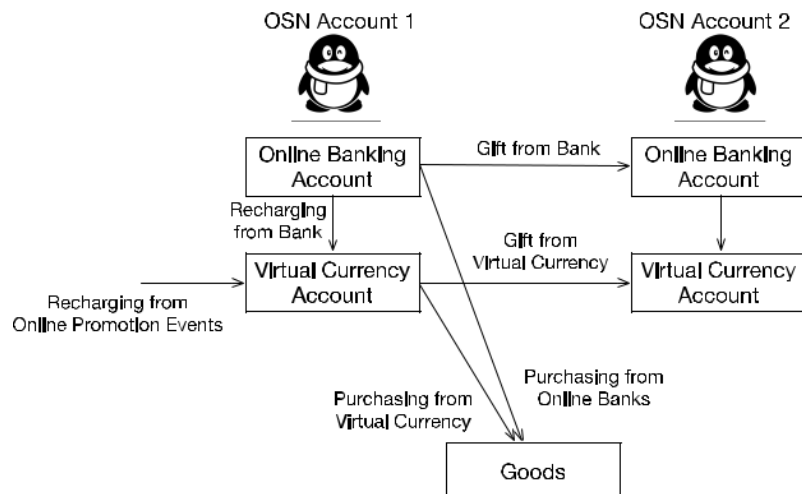 OSN Account 1
OSN Account 2
Online Banking
Account
Gift from Bank
Online Banking
Account
Recharging
from Bank
Gift from
Virtual Currency
Virtual Currency
Account
Virtual Currency
Account
Recharging from
Online Promotion Events
Purchasing from
Virtual Currency
Purchasing from
Online Banks
Goods